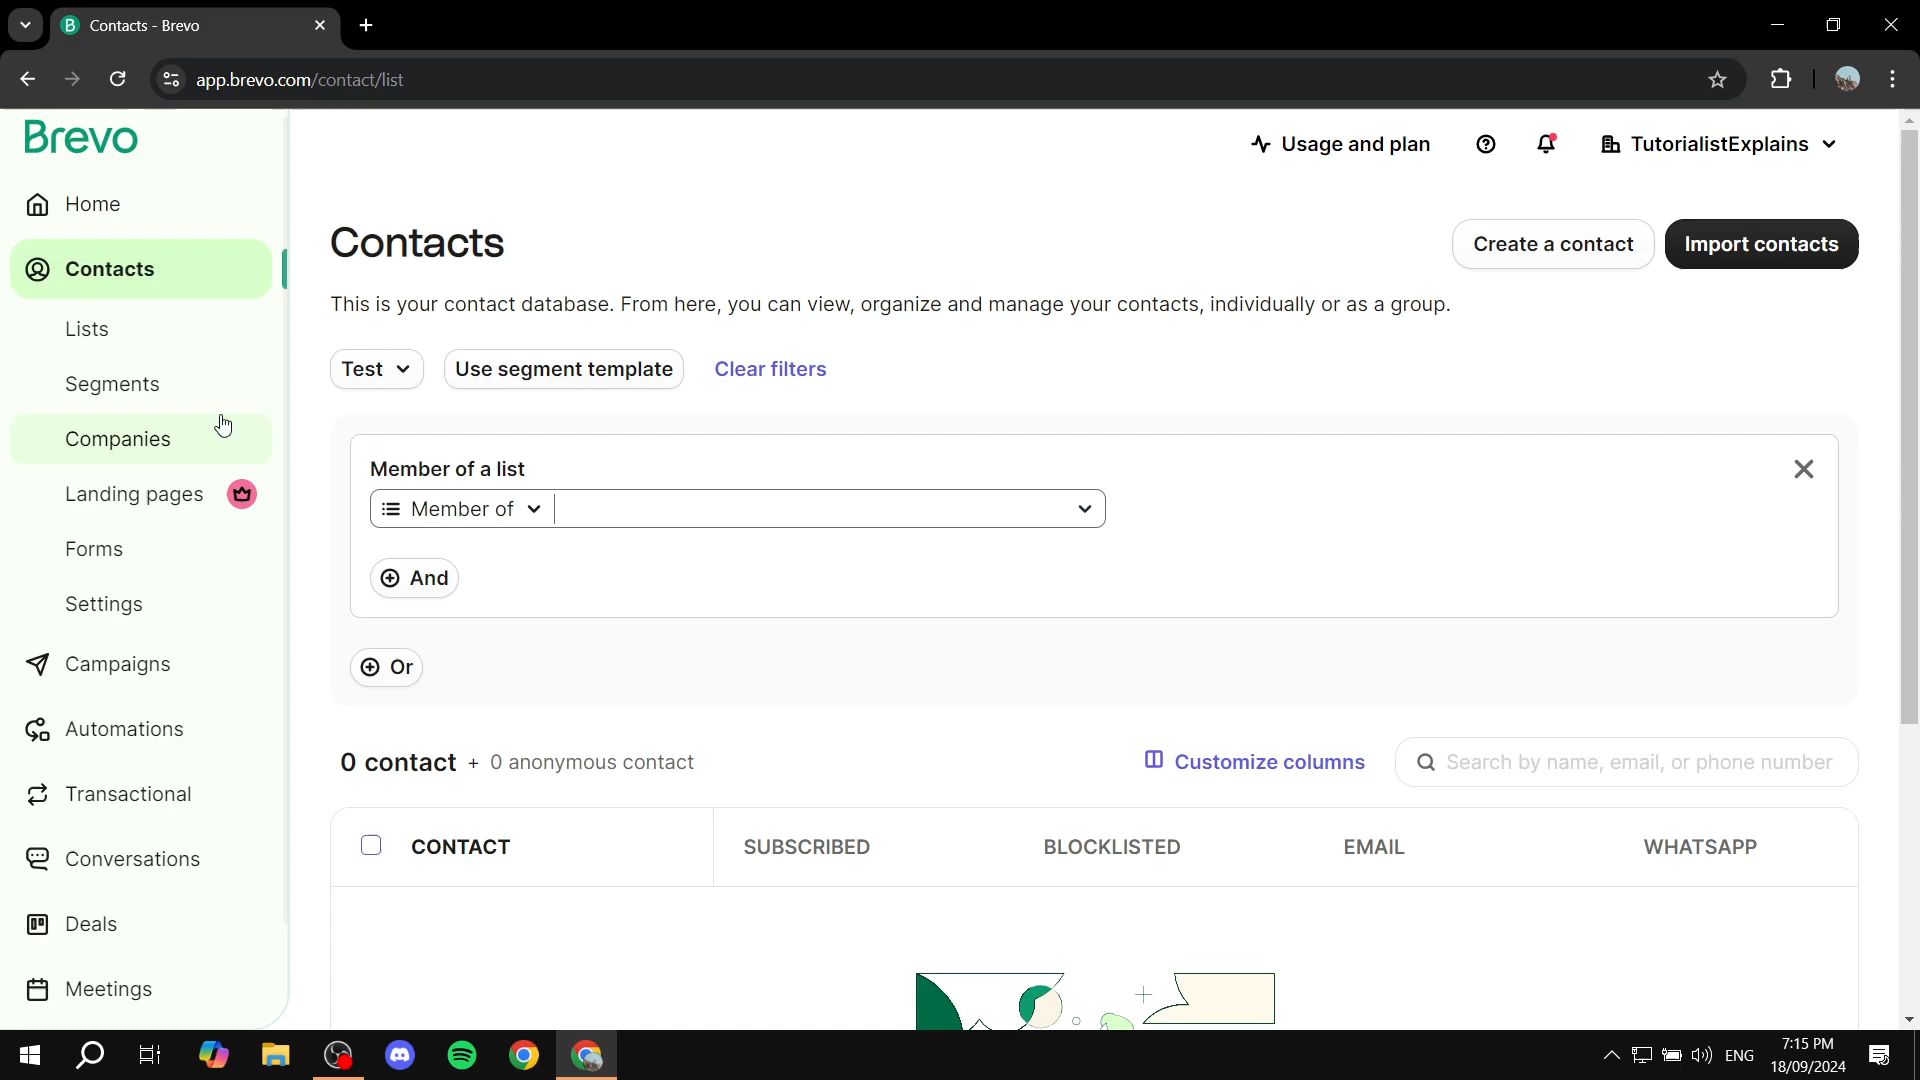 Contacts - Brevo
app.brevo.com/contact/list
Brevo
Usage and plan
TutorialistExplains
Home
Contacts
Lists
Segments
Companies
Landing pages
Forms
Settings
Campaigns
Automations
Transactional
Conversations
Deals
Meetings
Contacts
Create a contact
Import contacts
This is your contact database. From here, you can view, organize and manage your contacts, individually or as a group.
Test
Use segment template
Clear filters
Member of a list
Member of
And
Or
0 contact + 0 anonymous contact
Customize columns
Search by name, email, or phone number
CONTACT
SUBSCRIBED
BLOCKLISTED
EMAIL
WHATSAPP
ENG
7:15 PM
18/09/2024